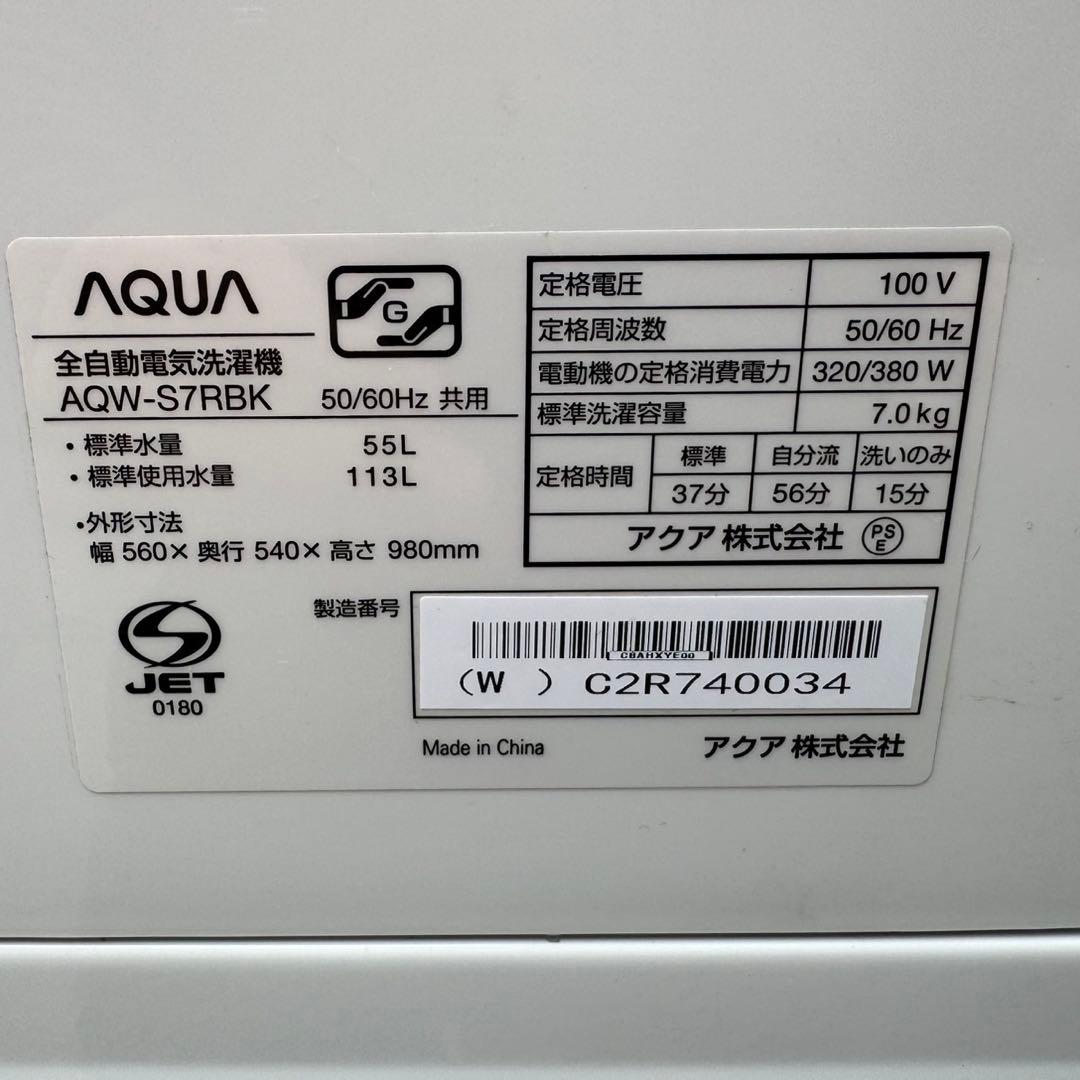 AQUA
G
全自動電気洗濯機
AQW-S7RBK 50/60Hz 共用
・標準水量 55L
・標準使用水量 113L
・外形寸法
幅 560×奥行 540×高さ 980mm
JET
0180
定格電圧 100 V
定格周波数 50/60 Hz
電動機の定格消費電力 320/380 W
標準洗濯容量 7.0kg
定格時間 標準 自分流 洗いのみ
37分 56分 15分
アクア 株式会社 PSE
製造番号
CBAHXYE00
(W ) C2R740034
Made in China アクア 株式会社